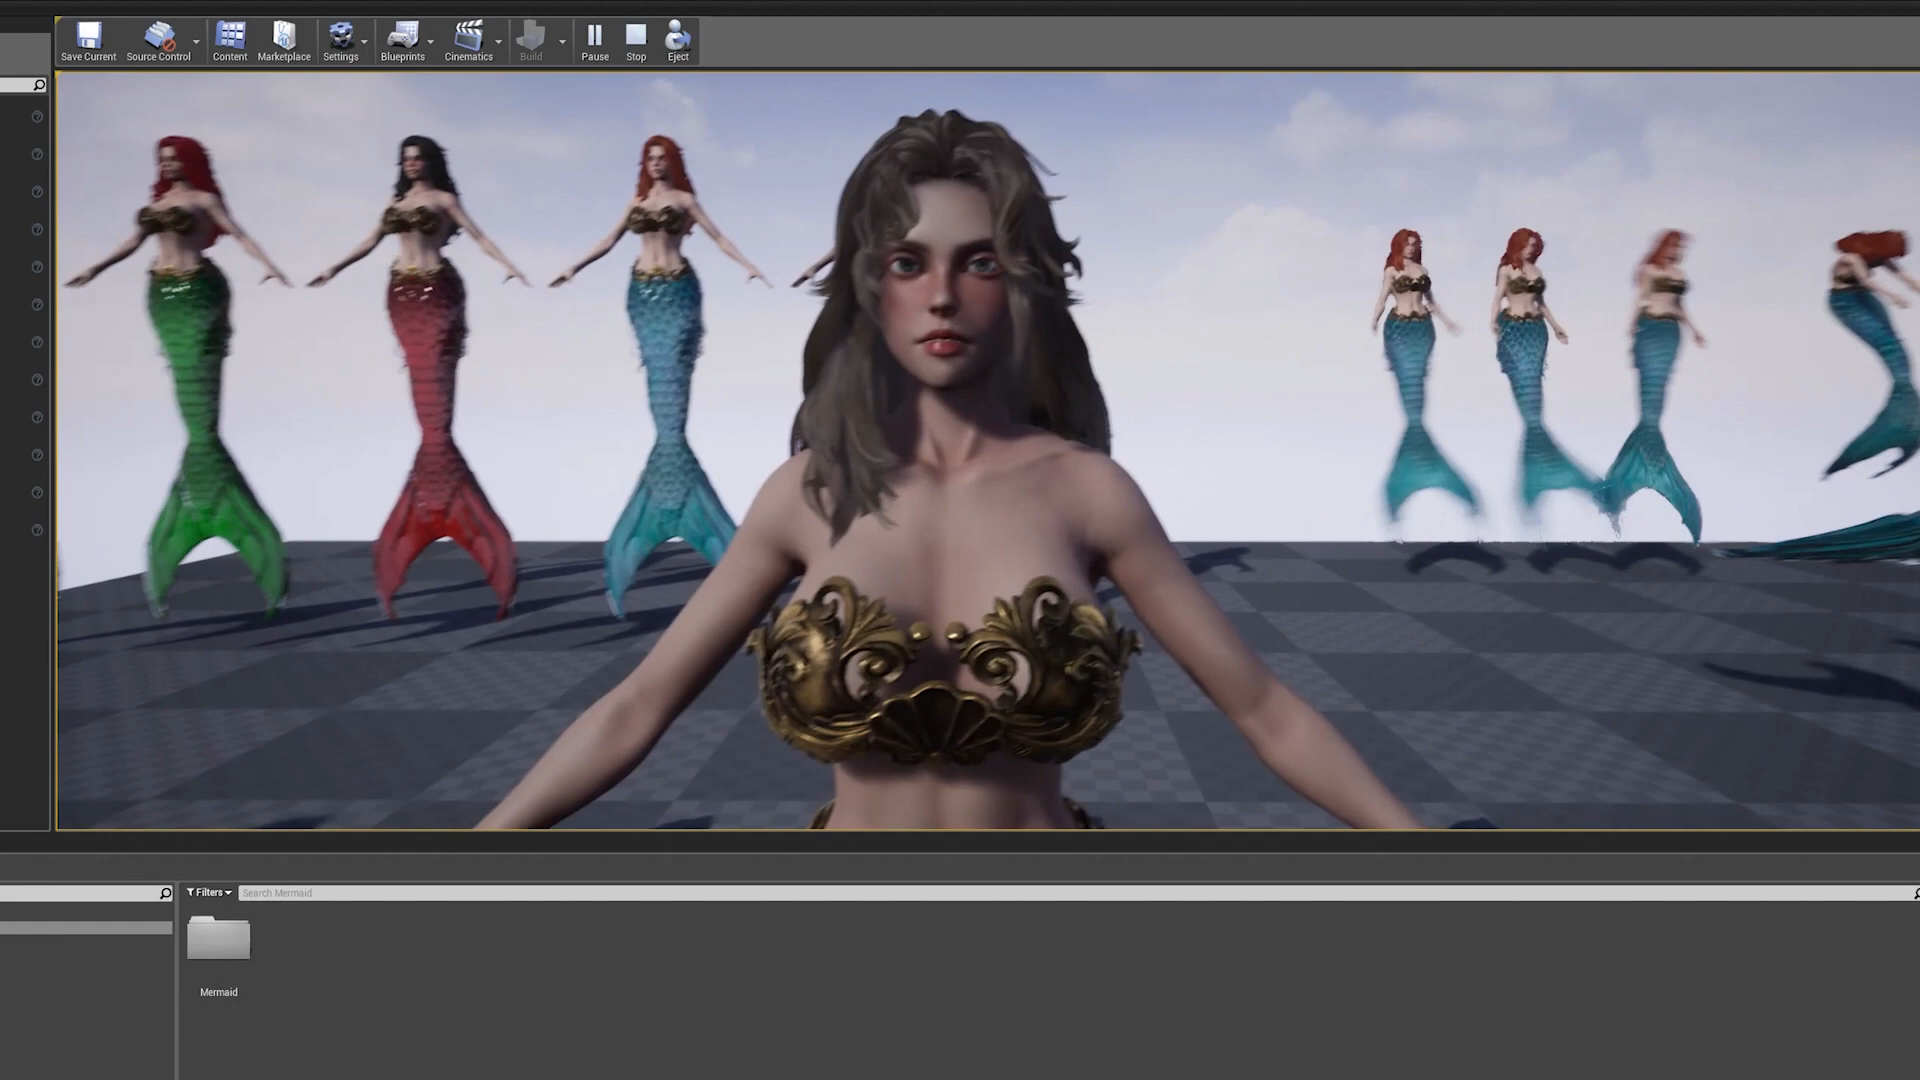 Save Current Source Control Content Marketplace Settings Blueprints Cinematics Build Pause Stop Eject
Filters Search Mermaid
Mermaid